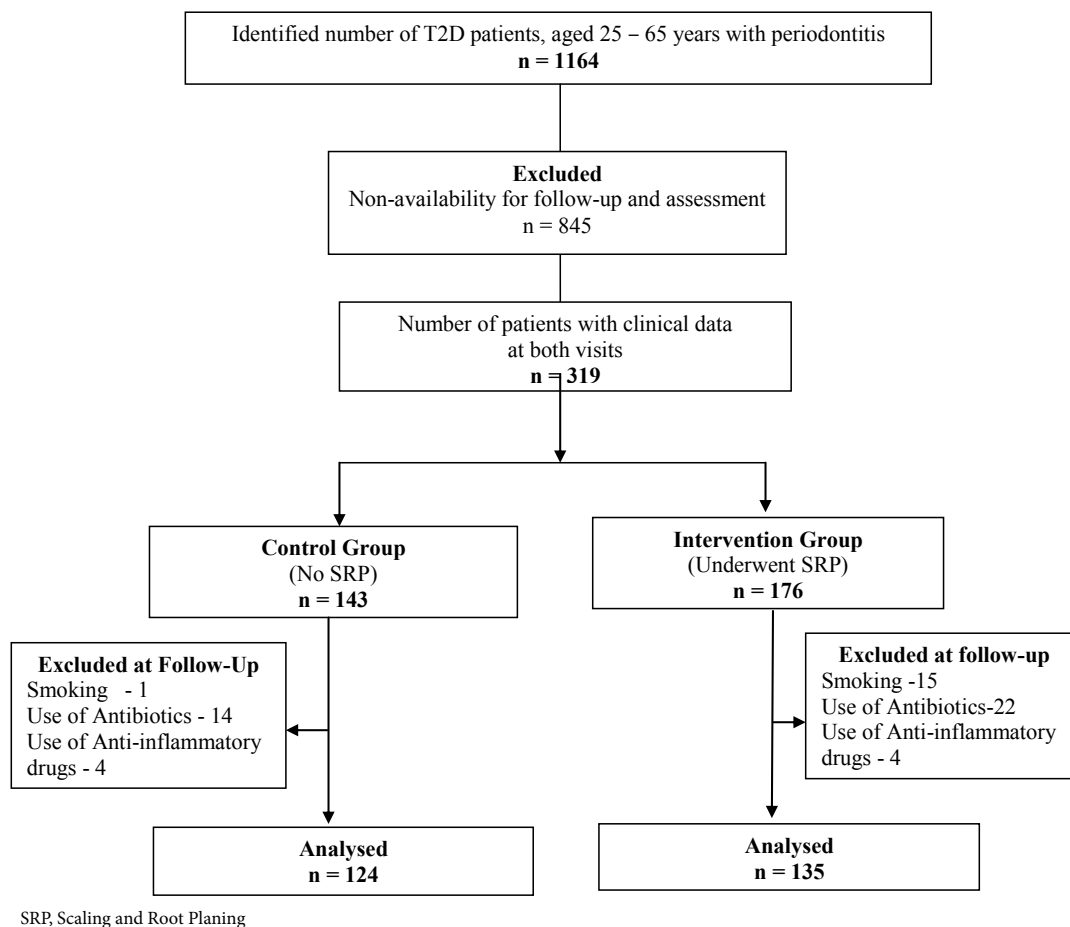 Identified number of T2D patients, aged 25 – 65 years with periodontitis
n = 1164
Excluded
Non-availability for follow-up and assessment
n = 845
Number of patients with clinical data
at both visits
n = 319
Control Group
(No SRP)
n = 143
Intervention Group
(Underwent SRP)
n = 176
Excluded at Follow-Up
Smoking - 1
Use of Antibiotics - 14
Use of Anti-inflammatory
drugs - 4
Excluded at follow-up
Smoking -15
Use of Antibiotics-22
Use of Anti-inflammatory
drugs - 4
Analysed
n = 124
Analysed
n = 135
SRP, Scaling and Root Planing